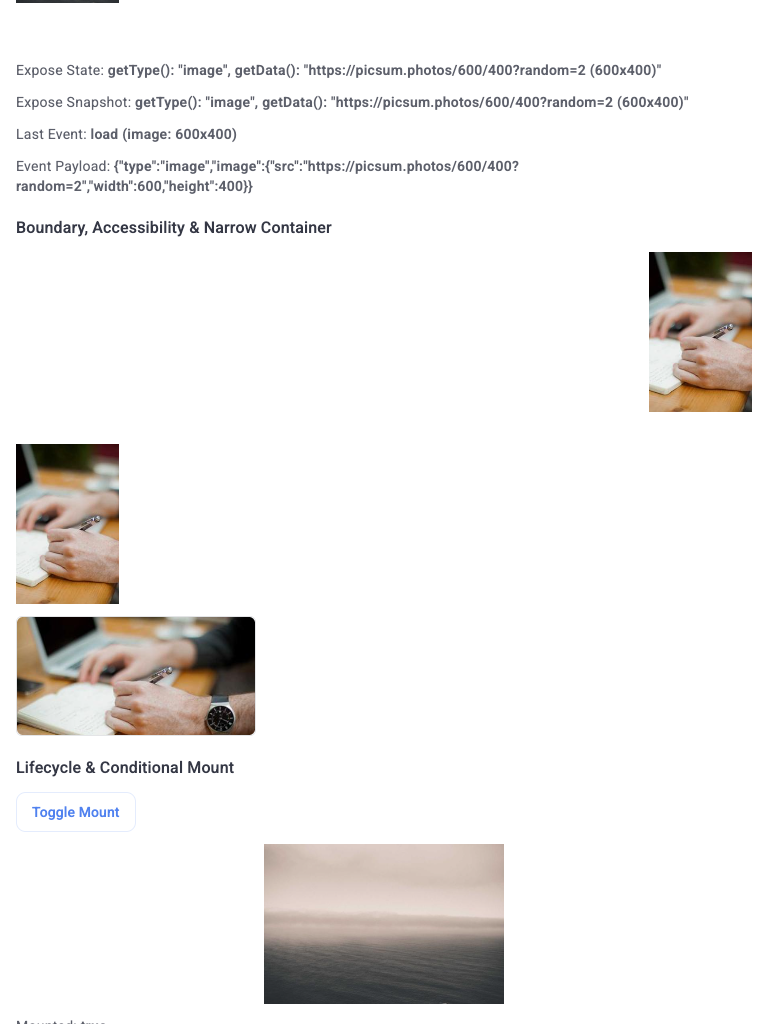 Expose State: getType(): "image", getData(): "https://picsum.photos/600/400?random=2 (600x400)"
Expose Snapshot: getType(): "image", getData(): "https://picsum.photos/600/400?random=2 (600x400)"
Last Event: load (image: 600x400)
Event Payload: {"type":"image","image":{"src":"https://picsum.photos/600/400?
random=2","width":600,"height":400}}
Boundary, Accessibility & Narrow Container
Lifecycle & Conditional Mount
Toggle Mount
Mounted: true